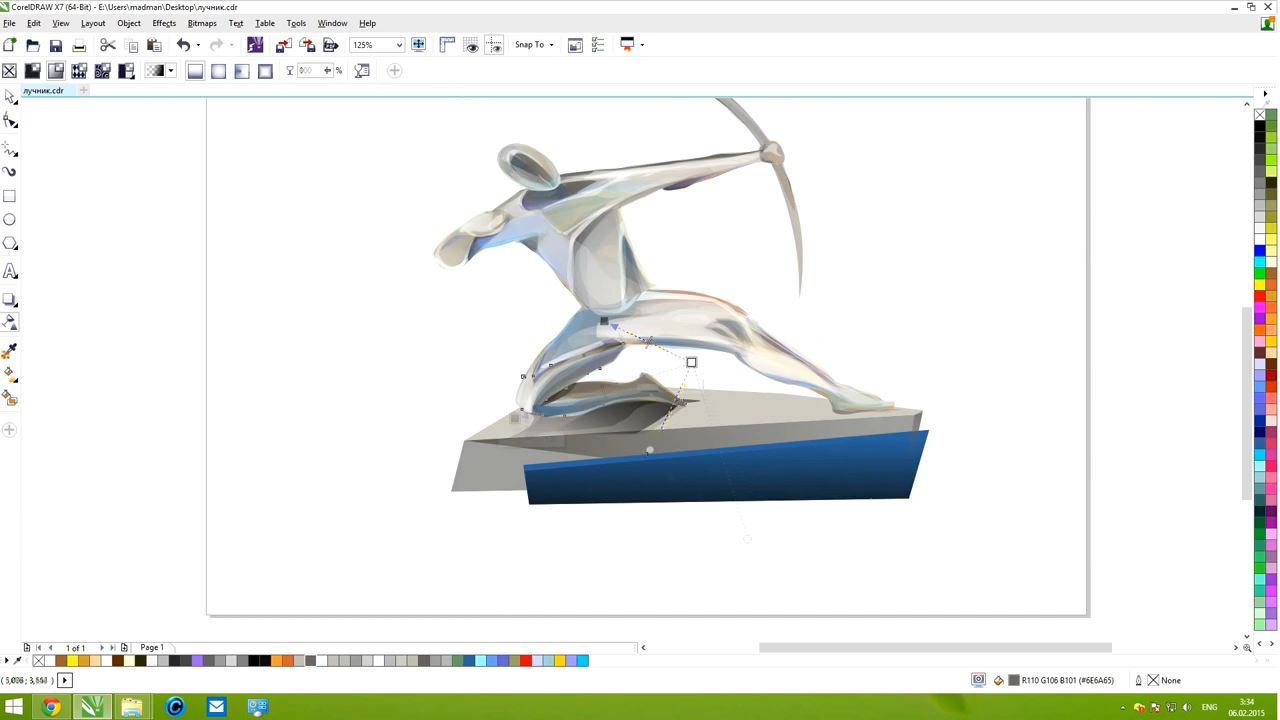 CorelDRAW X7 (64-Bit) - E:\Users\madman\Desktop\лучник.cdr
File Edit View Layout Object Effects Bitmaps Text Table Tools Window Help
125% Snap To
%
лучник.cdr
1 of 1 Page 1
R110 G106 B101 (#6E6A65) None
ENG 3:34
06.02.2015